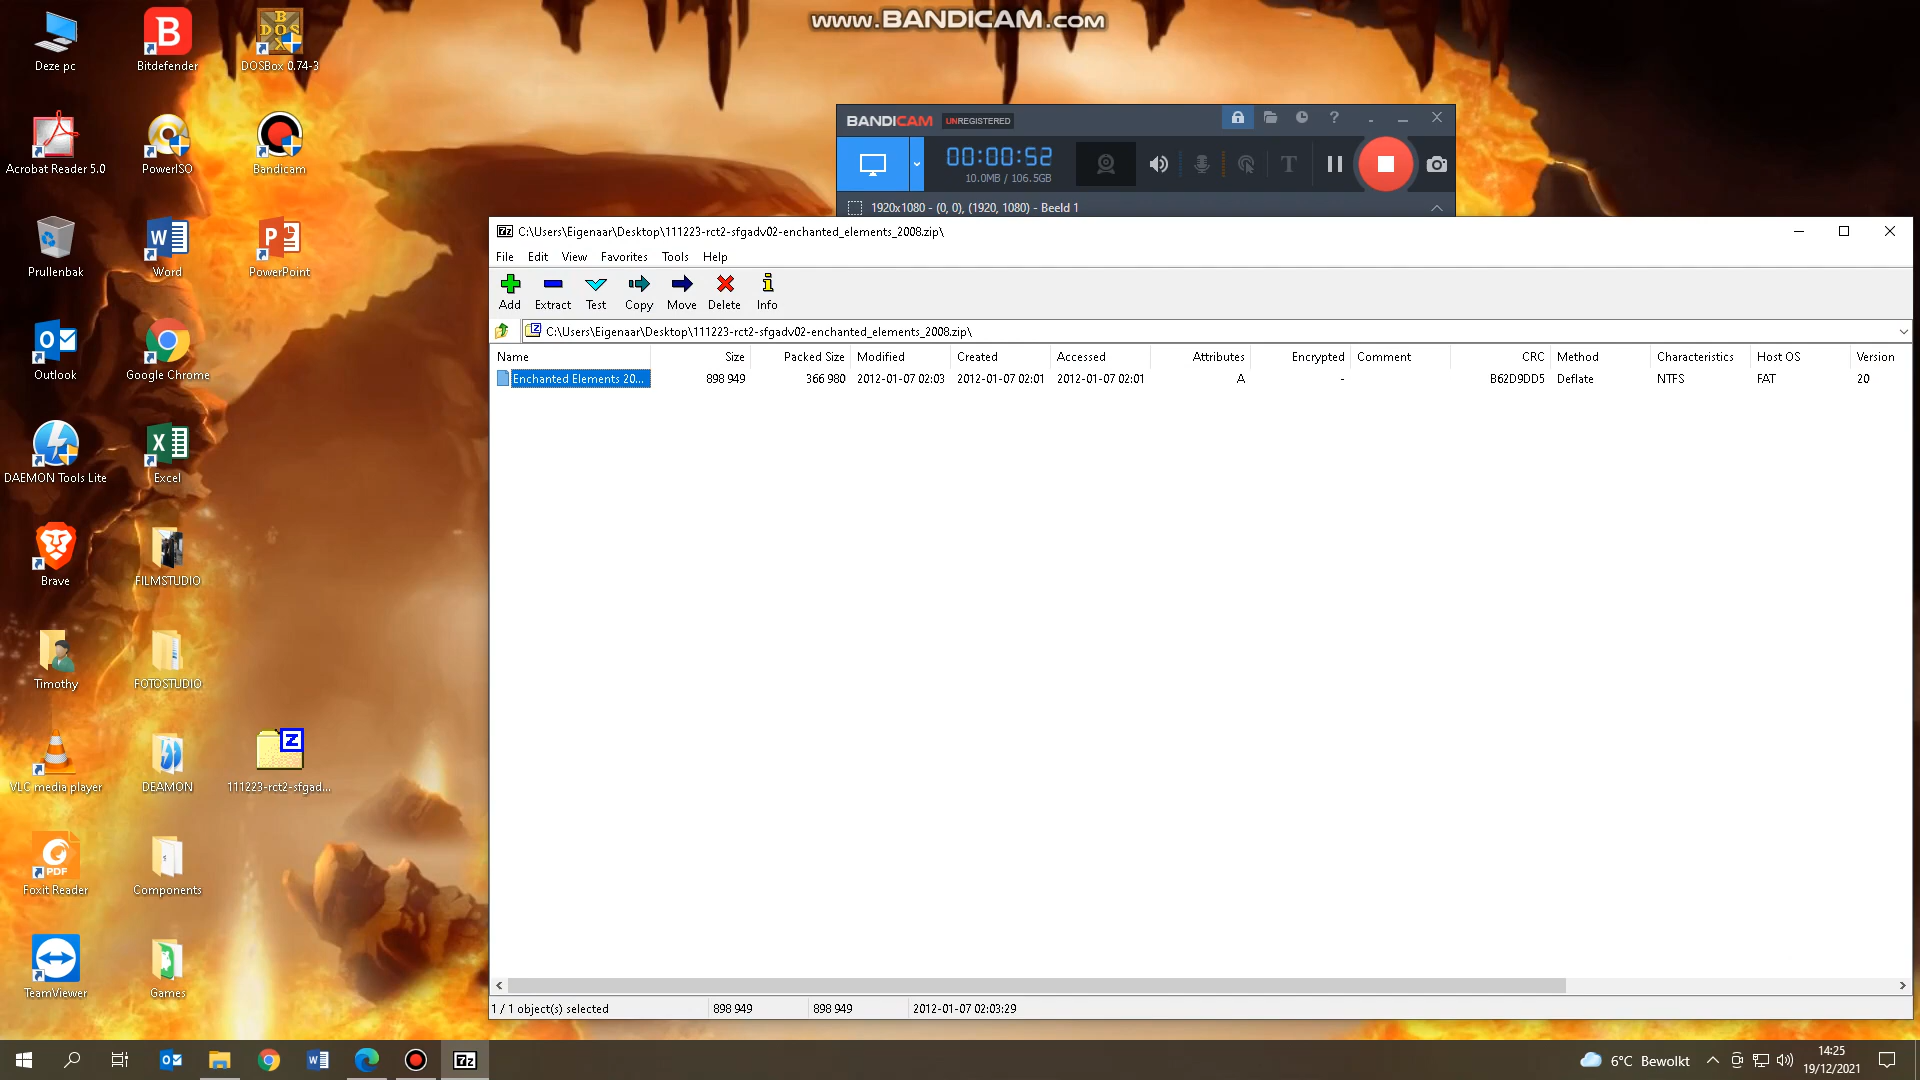 www.BANDICAM.com
Deze pc
Bitdefender
DOSBox 0.74-3
Acrobat Reader 5.0
PowerISO
Bandicam
Prullenbak
Word
PowerPoint
Outlook
Google Chrome
DAEMON Tools Lite
Excel
Brave
FILMSTUDIO
Timothy
FOTOSTUDIO
VLC media player
DEAMON
111223-rct2-sfgad...
Foxit Reader
Components
TeamViewer
Games
BANDICAM UNREGISTERED
00:00:52
10.0MB / 106.5GB
1920x1080 - (0, 0), (1920, 1080) - Beeld 1
C:\Users\Eigenaar\Desktop\111223-rct2-sfgadv02-enchanted_elements_2008.zip\
File Edit View Favorites Tools Help
Add Extract Test Copy Move Delete Info
C:\Users\Eigenaar\Desktop\111223-rct2-sfgadv02-enchanted_elements_2008.zip\
Name Size Packed Size Modified Created Accessed Attributes Encrypted Comment CRC Method Characteristics Host OS Version
Enchanted Elements 20... 898 949 366 980 2012-01-07 02:03 2012-01-07 02:01 2012-01-07 02:01 A - B62D9DD5 Deflate NTFS FAT 20
1 / 1 object(s) selected 898 949 898 949 2012-01-07 02:03:29
6°C Bewolkt
14:25
19/12/2021